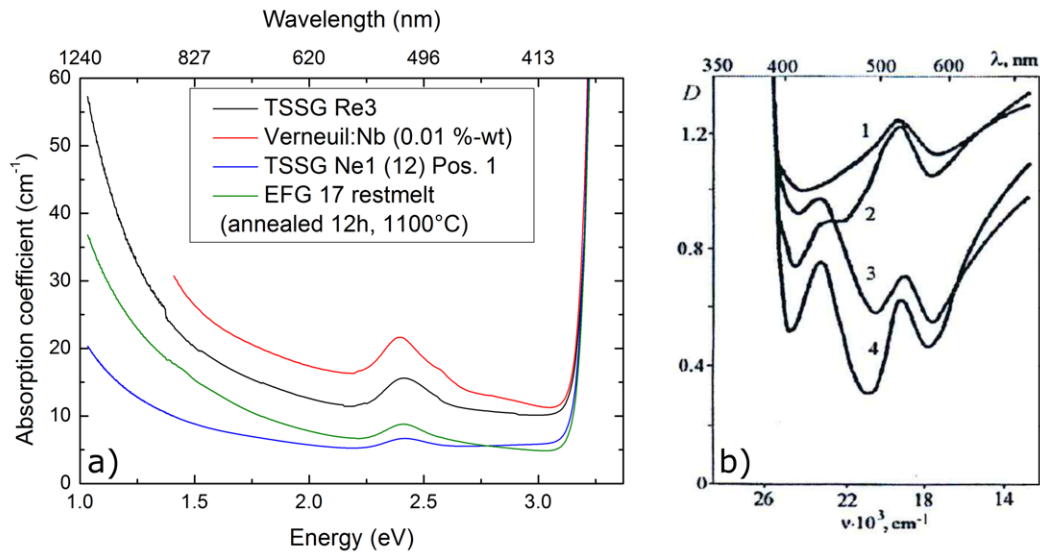 Wavelength (nm)
1240 827 620 496 413
60
50
40
30
20
10
0
Absorption coefficient (cm⁻¹)
TSSG Re3
Verneuil:Nb (0.01 %-wt)
TSSG Ne1 (12) Pos. 1
EFG 17 restmelt
(annealed 12h, 1100°C)
a)
1.0 1.5 2.0 2.5 3.0
Energy (eV)
350 400 500 600 λ, nm
D
1.2
0.8
0.4
0
1
2
3
4
b)
26 22 18 14
ν·10³, cm⁻¹